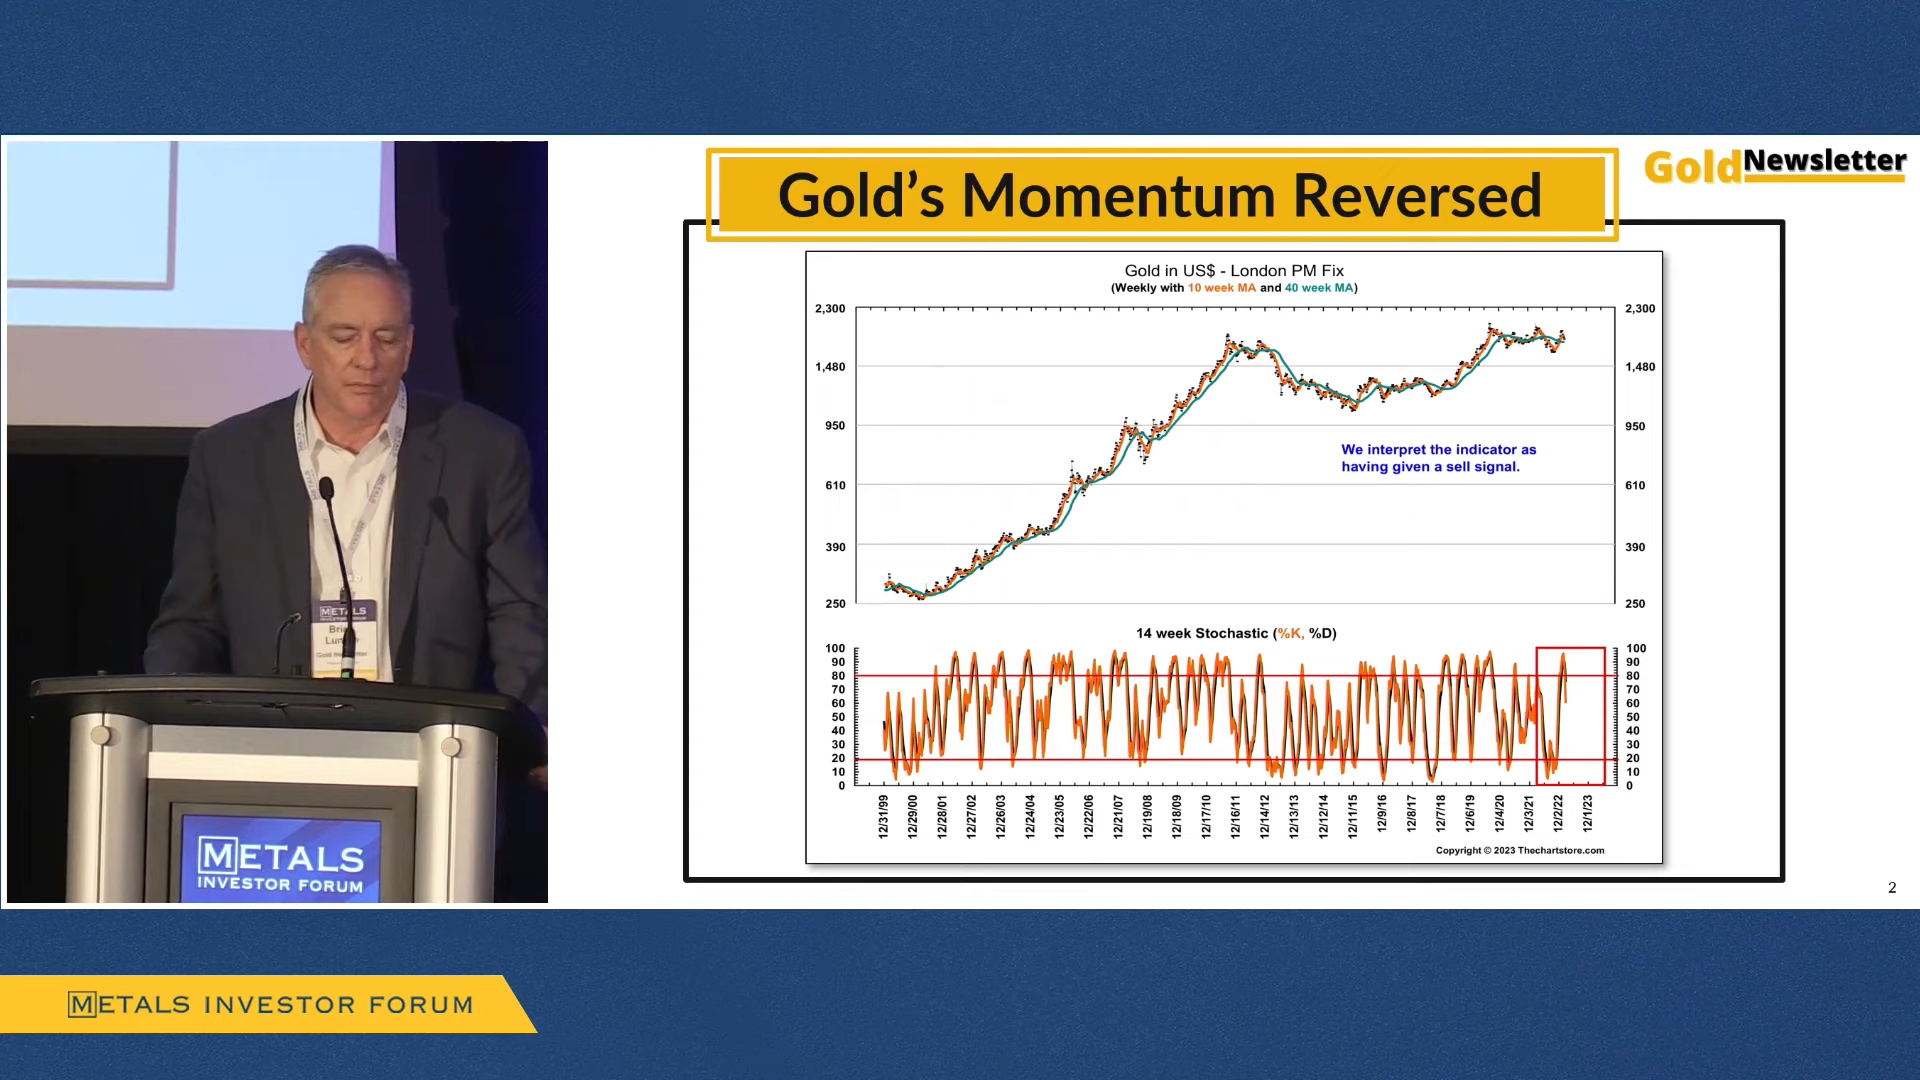 Gold's Momentum Reversed
GoldNewsletter
Gold in US$ - London PM Fix
(Weekly with 10 week MA and 40 week MA)
2,300 2,300
1,480 1,480
950 950
We interpret the indicator as
having given a sell signal.
610 610
390 390
250 250
14 week Stochastic (%K, %D)
100 100
90 90
80 80
70 70
60 60
50 50
40 40
30 30
20 20
10 10
0 0
12/31/99 12/29/00 12/28/01 12/27/02 12/26/03 12/24/04 12/23/05 12/22/06 12/21/07 12/19/08 12/18/09 12/17/10 12/16/11 12/14/12 12/13/13 12/12/14 12/11/15 12/9/16 12/8/17 12/7/18 12/6/19 12/4/20 12/3/21 12/2/22 12/1/23
Copyright © 2023 Thechartstore.com
2
METALS
INVESTOR FORUM
METALS
INVESTOR FORUM
METALS INVESTOR FORUM